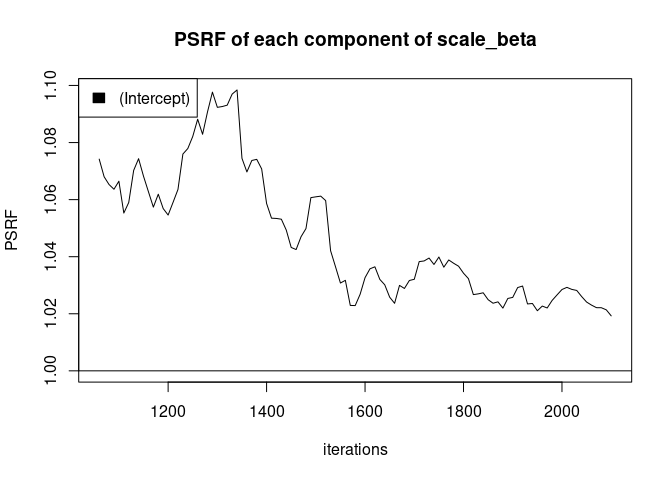 PSRF of each component of scale_beta
(Intercept)
PSRF
1.10
1.08
1.06
1.04
1.02
1.00
1200 1400 1600 1800 2000
iterations